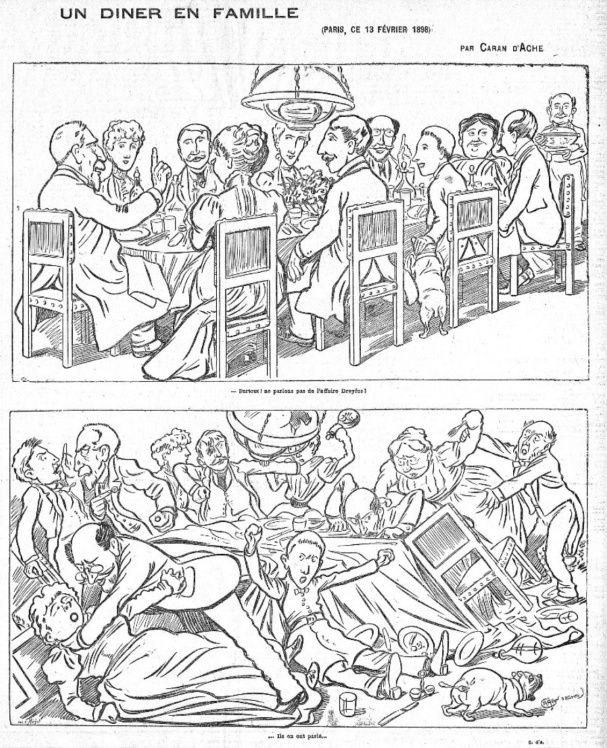 UN DINER EN FAMILLE
(PARIS, CE 13 FÉVRIER 1898)
PAR CARAN D'ACHE
— Surtout! ne parlons pas de l'affaire Dreyfus!
... Ils en ont parlé...
C. d'A.